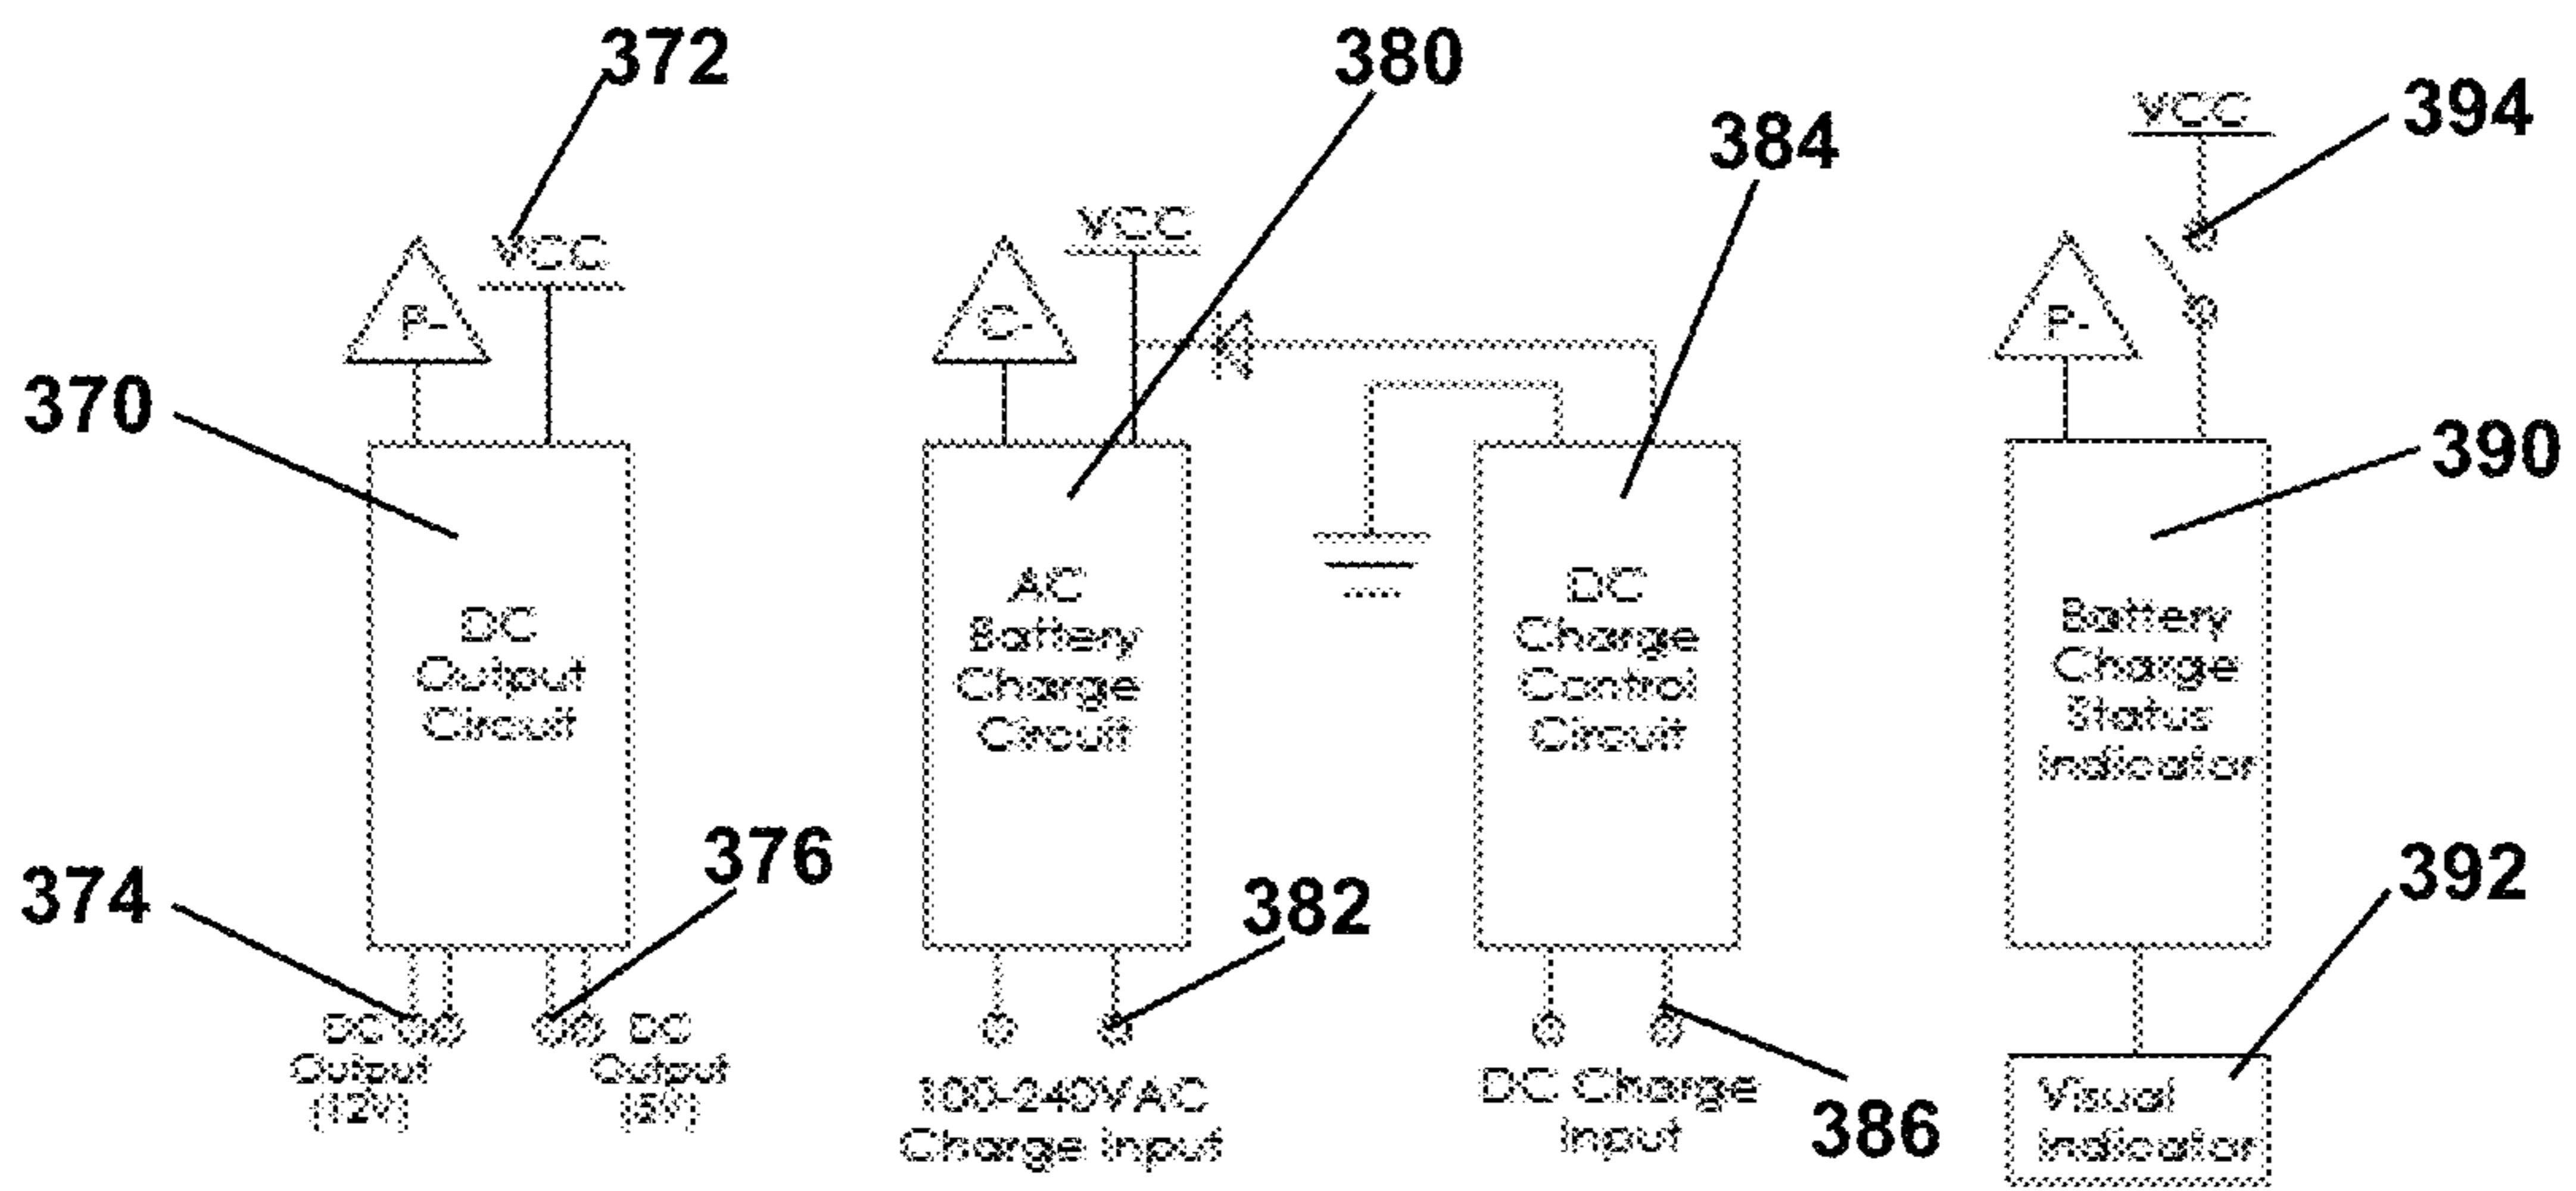 372
380
394
VCC
384
VCC
VCC
P-
C-
P-
370
390
DC
Output
Circuit
AC
Battery
Charge
Circuit
DC
Charge
Control
Circuit
Battery
Charge
Status
Indicator
374
376
382
392
DC
Output
(12V)
DC
Output
(5V)
100-240VAC
Charge Input
DC Charge
Input
386
Visual
Indicator